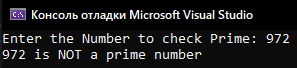 Консоль отладки Microsoft Visual Studio
Enter the Number to check Prime: 972
972 is NOT a prime number